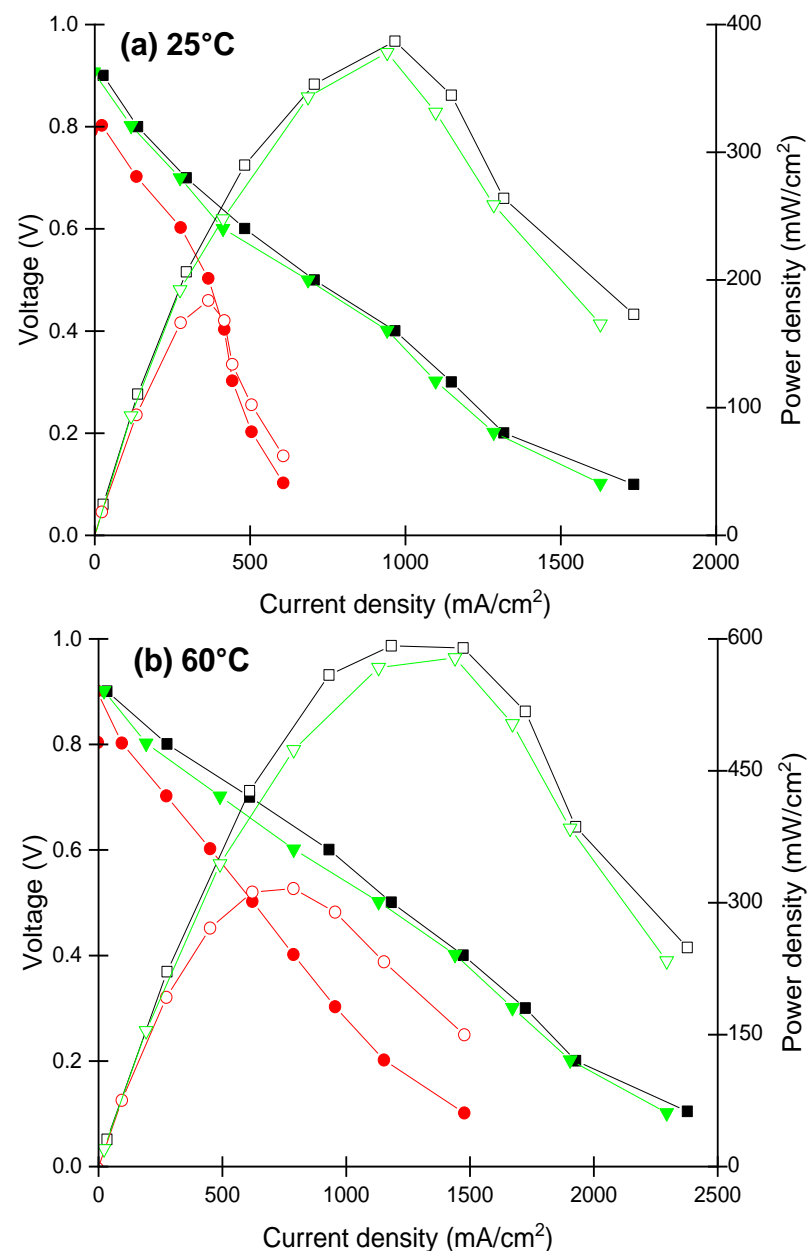 (a) 25°C
1.0
0.8
0.6
0.4
0.2
0.0
Voltage (V)
400
300
200
100
0
Power density (mW/cm²)
0 500 1000 1500 2000
Current density (mA/cm²)
(b) 60°C
1.0
0.8
0.6
0.4
0.2
0.0
Voltage (V)
600
450
300
150
0
Power density (mW/cm²)
0 500 1000 1500 2000 2500
Current density (mA/cm²)